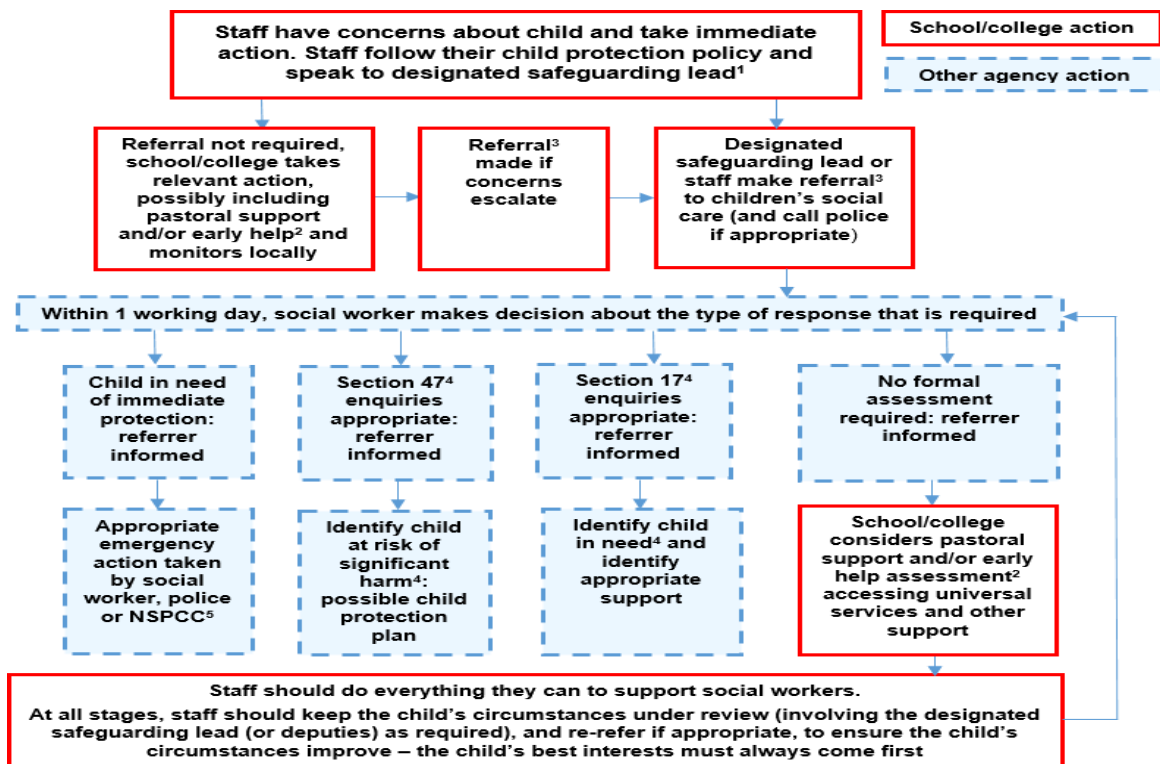 Staff have concerns about child and take immediate
action. Staff follow their child protection policy and
speak to designated safeguarding lead¹
School/college action
Other agency action
Referral not required,
school/college takes
relevant action,
possibly including
pastoral support
and/or early help² and
monitors locally
Referral³
made if
concerns
escalate
Designated
safeguarding lead or
staff make referral³
to children’s social
care (and call police
if appropriate)
Within 1 working day, social worker makes decision about the type of response that is required
Child in need
of immediate
protection:
referrer
informed
Section 47⁴
enquiries
appropriate:
referrer
informed
Section 17⁴
enquiries
appropriate:
referrer
informed
No formal
assessment
required: referrer
informed
Appropriate
emergency
action taken
by social
worker, police
or NSPCC⁵
Identify child
at risk of
significant
harm⁴:
possible child
protection
plan
Identify child
in need⁴ and
identify
appropriate
support
School/college
considers pastoral
support and/or early
help assessment²
accessing universal
services and other
support
Staff should do everything they can to support social workers.
At all stages, staff should keep the child’s circumstances under review (involving the designated
safeguarding lead (or deputies) as required), and re-refer if appropriate, to ensure the child’s
circumstances improve – the child’s best interests must always come first